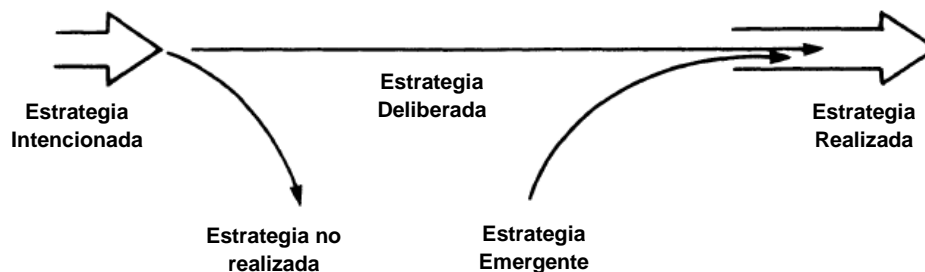 Estrategia
Intencionada
Estrategia
Deliberada
Estrategia
Realizada
Estrategia no
realizada
Estrategia
Emergente